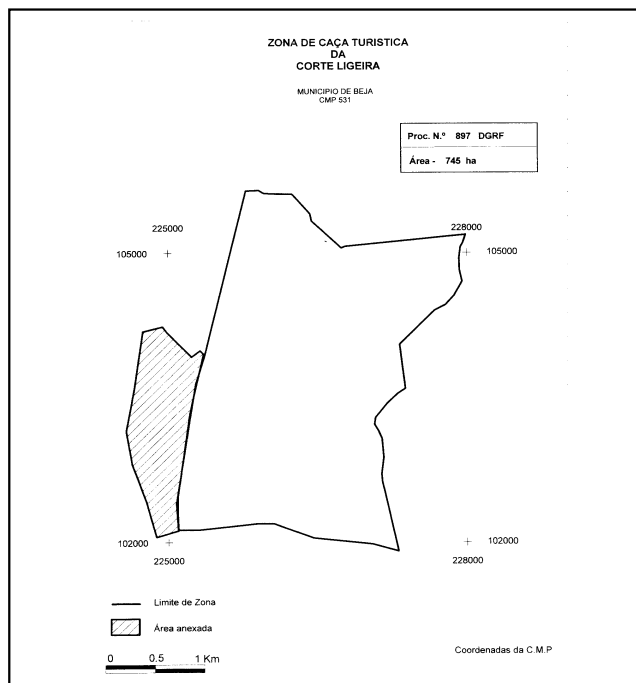 ZONA DE CAÇA TURISTICA
DA
CORTE LIGEIRA
MUNICIPIO DE BEJA
CMP 531
Proc. N.º 897 DGRF
Área - 745 ha
225000
228000
105000
105000
102000
102000
225000
228000
Limite de Zona
Área anexada
0 0.5 1 Km
Coordenadas da C.M.P